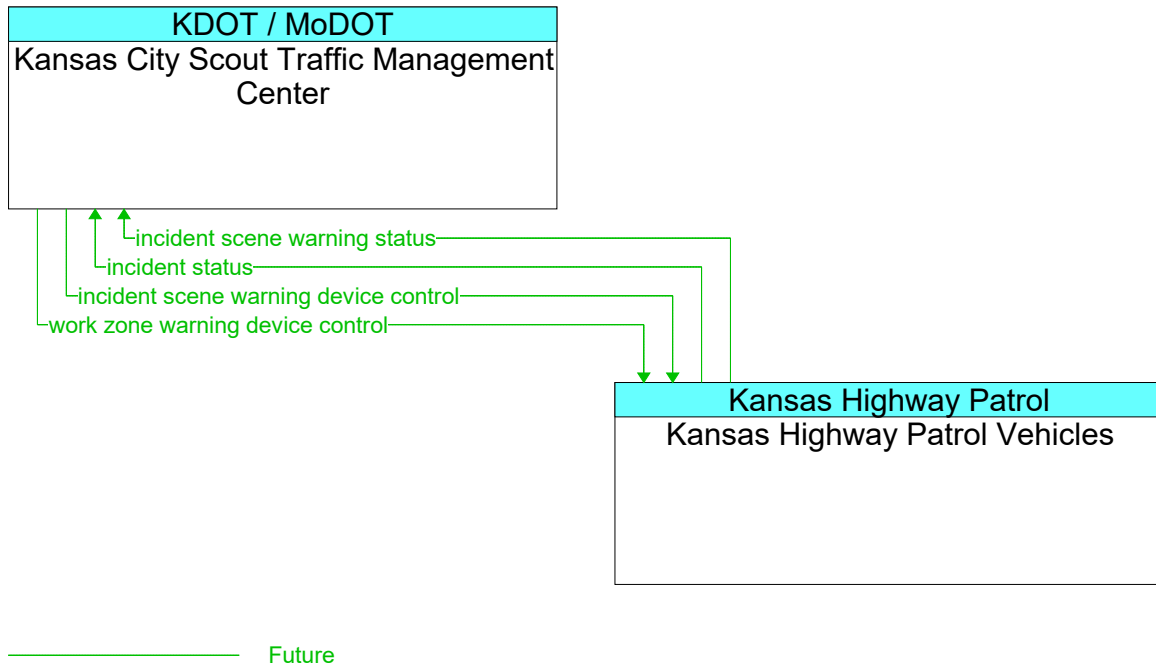 KDOT / MoDOT
Kansas City Scout Traffic Management
Center
incident scene warning status
incident status
incident scene warning device control
work zone warning device control
Kansas Highway Patrol
Kansas Highway Patrol Vehicles
Future